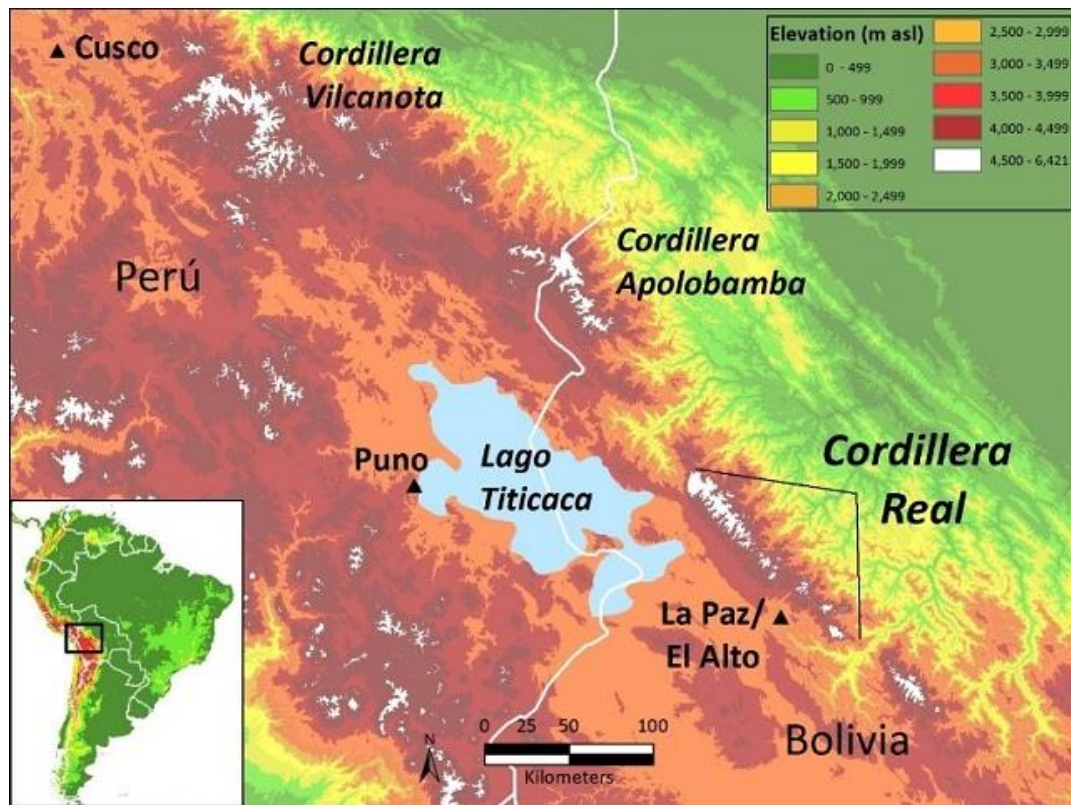 Cusco
Cordillera
Vilcanota
Elevation (m asl)
0 - 499
500 - 999
1,000 - 1,499
1,500 - 1,999
2,000 - 2,499
2,500 - 2,999
3,000 - 3,499
3,500 - 3,999
4,000 - 4,499
4,500 - 6,421
Perú
Cordillera
Apolobamba
Puno
Lago
Titicaca
Cordillera
Real
La Paz/
El Alto
Bolivia
N
0 25 50 100
Kilometers